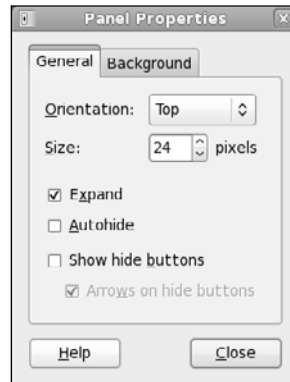 Panel Properties
General Background
Orientation: Top
Size: 24 pixels
Expand
Autohide
Show hide buttons
Arrows on hide buttons
Help Close